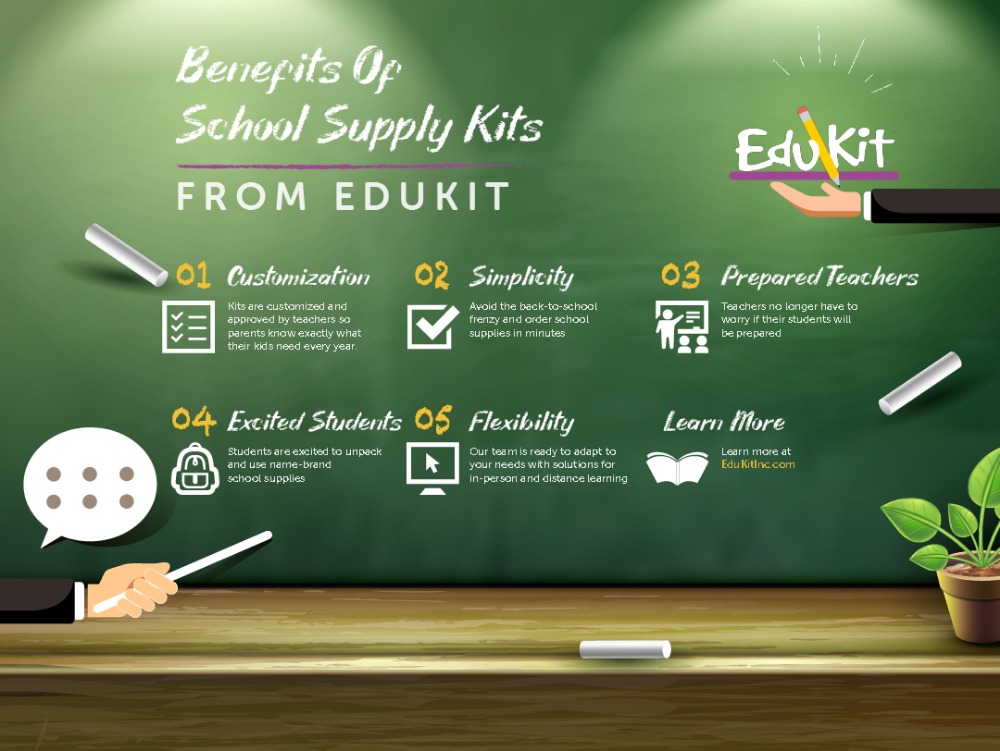 Benefits Of
School Supply Kits
FROM EDUKIT
EduKit
01 Customization
Kits are customized and
approved by teachers so
parents know exactly what
their kids need every year.
02 Simplicity
Avoid the back-to-school
frenzy and order school
supplies in minutes
03 Prepared Teachers
Teachers no longer have to
worry if their students will
be prepared
04 Excited Students
Students are excited to unpack
and use name-brand
school supplies
05 Flexibility
Our team is ready to adapt to
your needs with solutions for
in-person and distance learning
Learn More
Learn more at
EduKitInc.com